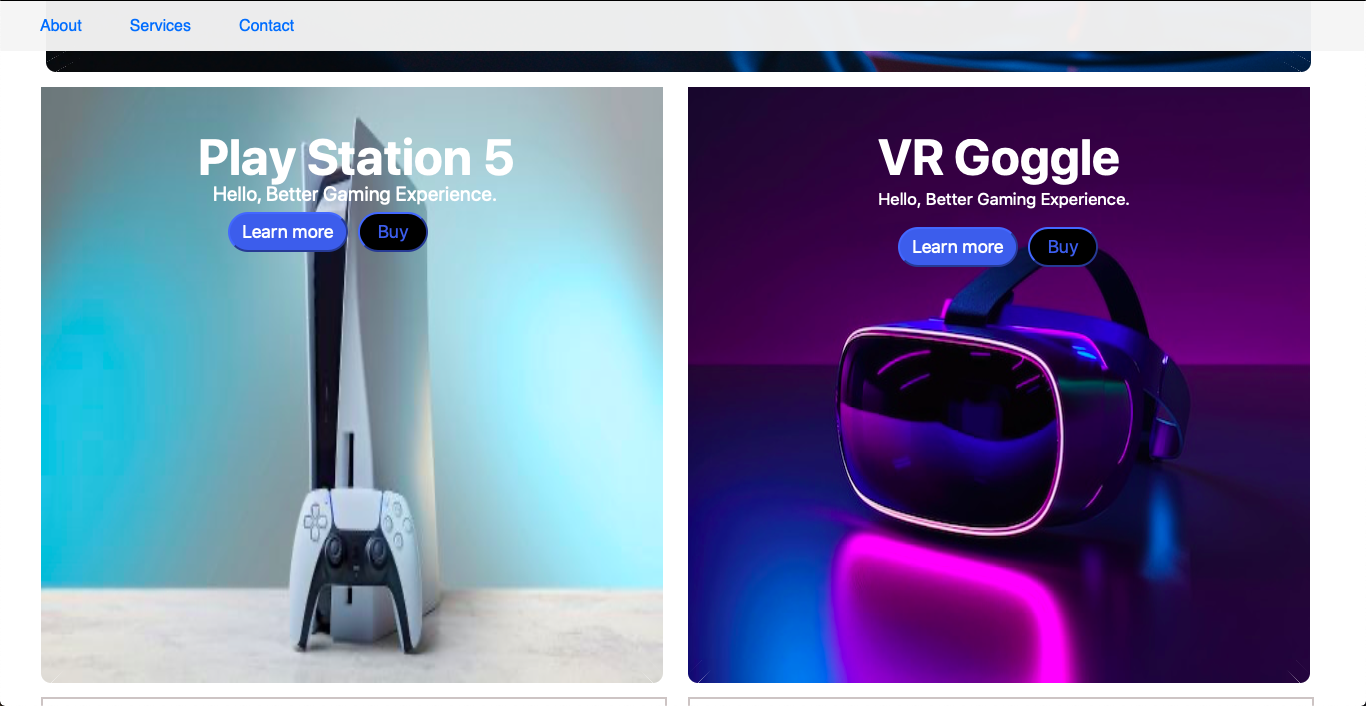 About Services Contact
Play Station 5
Hello, Better Gaming Experience.
Learn more Buy
VR Goggle
Hello, Better Gaming Experience.
Learn more Buy